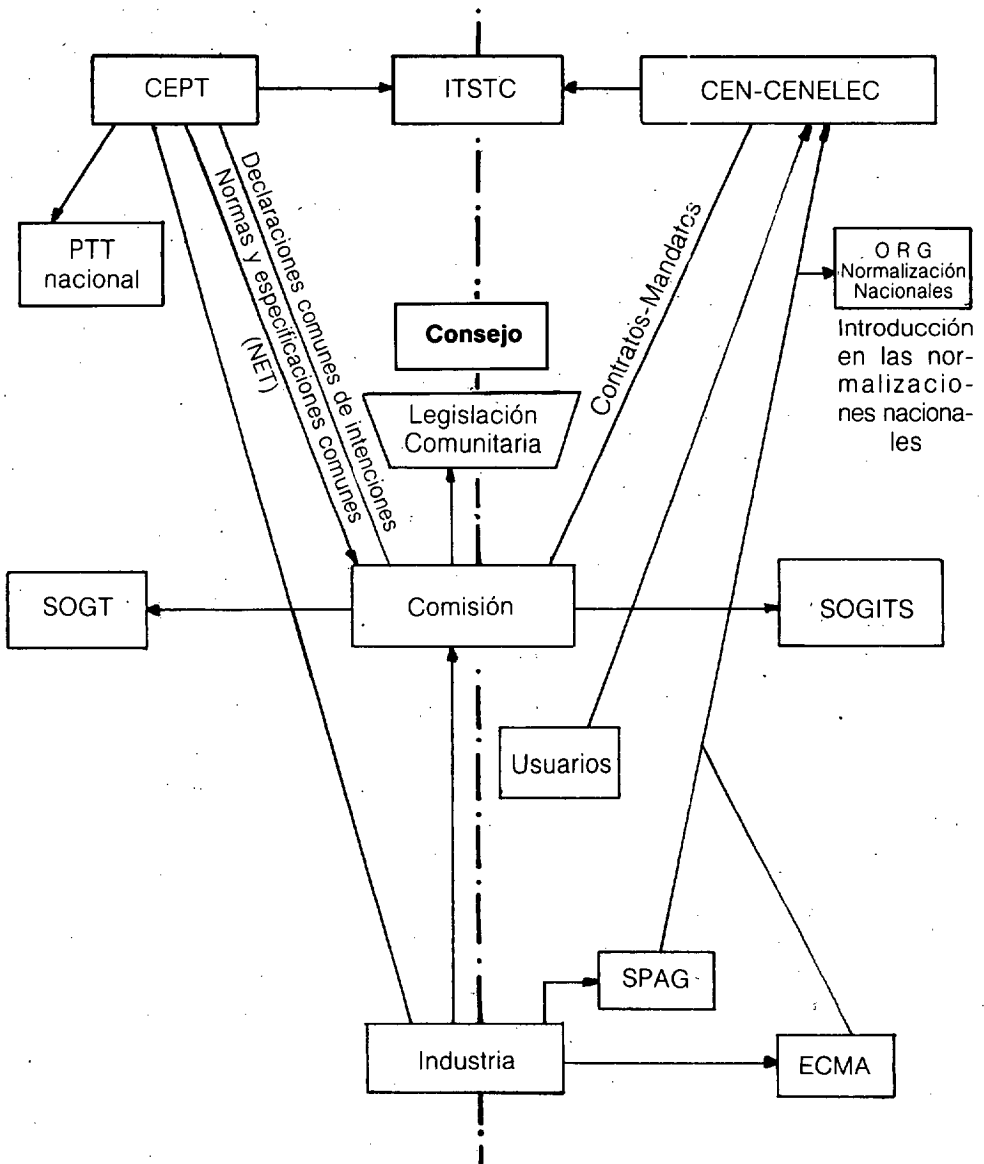 CEPT
ITSTC
CEN-CENELEC
PTT
nacional
Declaraciones comunes de intenciones
Normas y especificaciones comunes
(NET)
Contratos-Mandatos
O R G
Normalización
Nacionales
Introducción
en las nor-
malizacio-
nes naciona-
les
Consejo
Legislación
Comunitaria
SOGT
Comisión
SOGITS
Usuarios
SPAG
Industria
ECMA